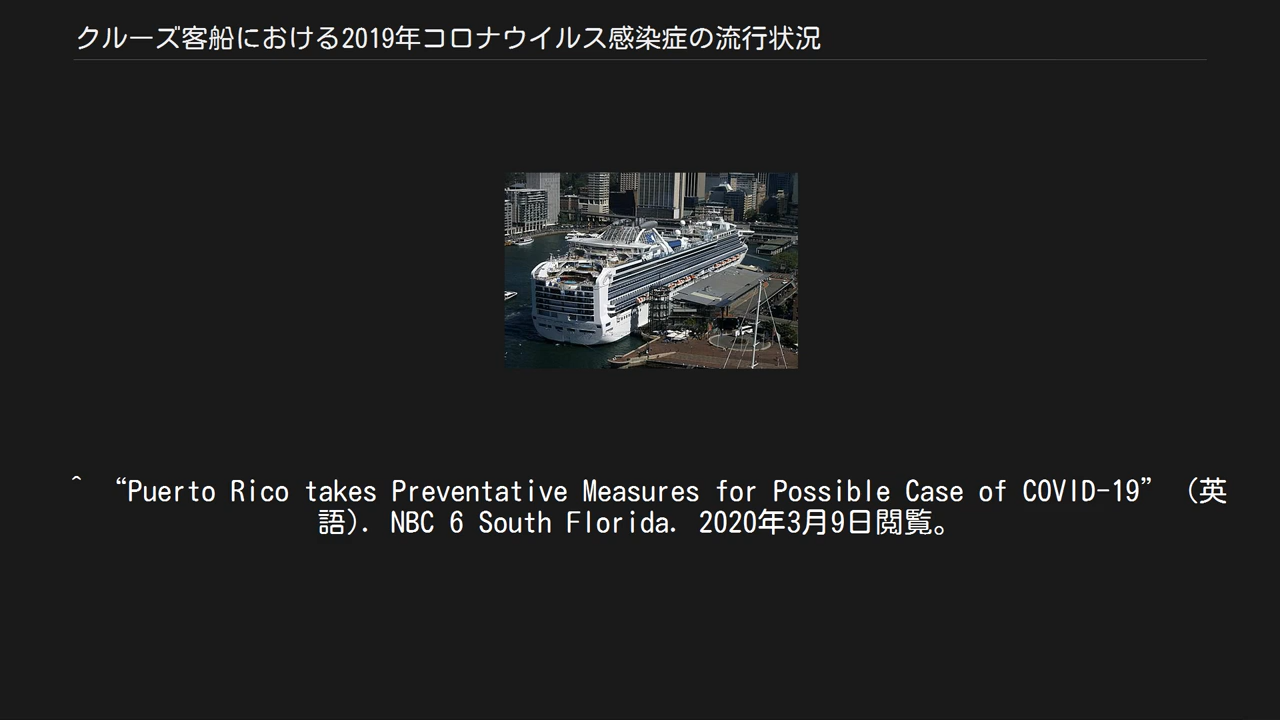 クルーズ客船における2019年コロナウイルス感染症の流行状況
^ “Puerto Rico takes Preventative Measures for Possible Case of COVID-19” （英
語）. NBC 6 South Florida. 2020年3月9日閲覧。